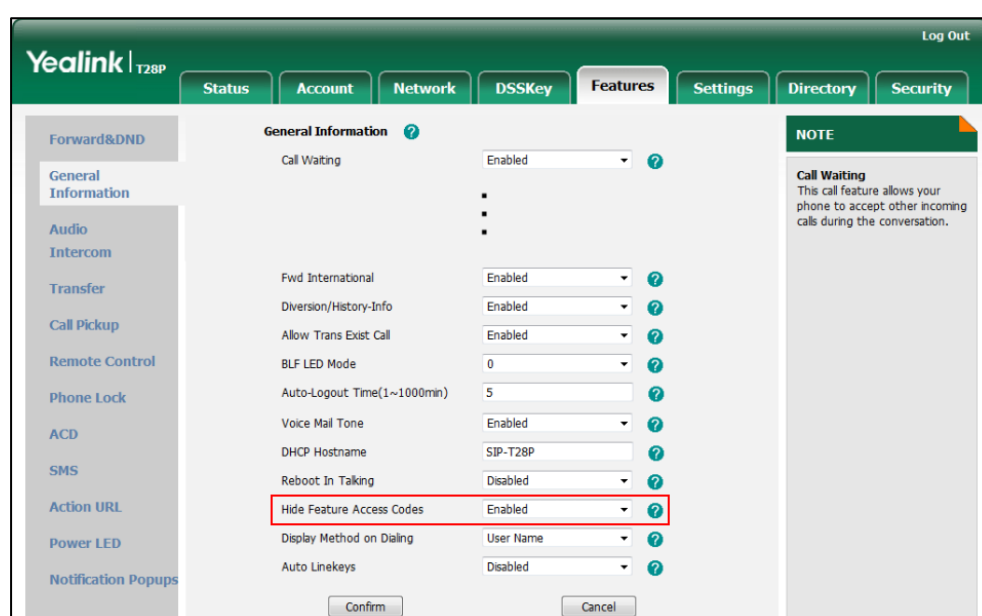 Log Out
Yealink T28P
Status Account Network DSSKey Features Settings Directory Security
Forward&DND
General
Information
Audio
Intercom
Transfer
Call Pickup
Remote Control
Phone Lock
ACD
SMS
Action URL
Power LED
Notification Popups
General Information ?
Call Waiting Enabled ?
Fwd International Enabled ?
Diversion/History-Info Enabled ?
Allow Trans Exist Call Enabled ?
BLF LED Mode 0 ?
Auto-Logout Time(1~1000min) 5 ?
Voice Mail Tone Enabled ?
DHCP Hostname SIP-T28P ?
Reboot In Talking Disabled ?
Hide Feature Access Codes Enabled ?
Display Method on Dialing User Name ?
Auto Linekeys Disabled ?
Confirm Cancel
NOTE
Call Waiting
This call feature allows your
phone to accept other incoming
calls during the conversation.